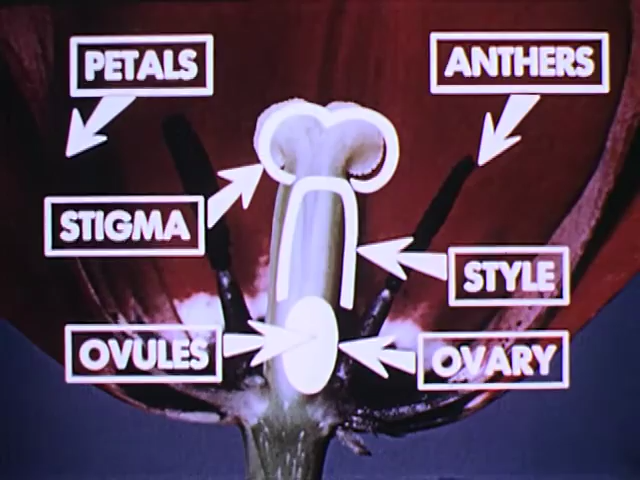 PETALS
ANTHERS
STIGMA
STYLE
OVULES
OVARY